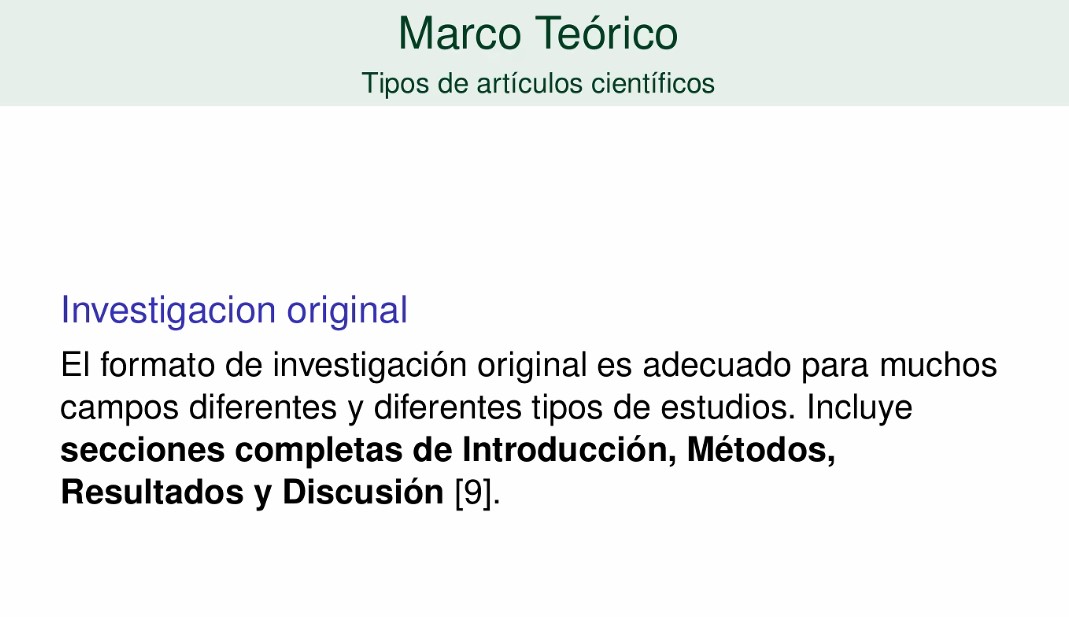 Marco Teórico
Tipos de artículos científicos
Investigacion original
El formato de investigación original es adecuado para muchos
campos diferentes y diferentes tipos de estudios. Incluye
secciones completas de Introducción, Métodos,
Resultados y Discusión [9].